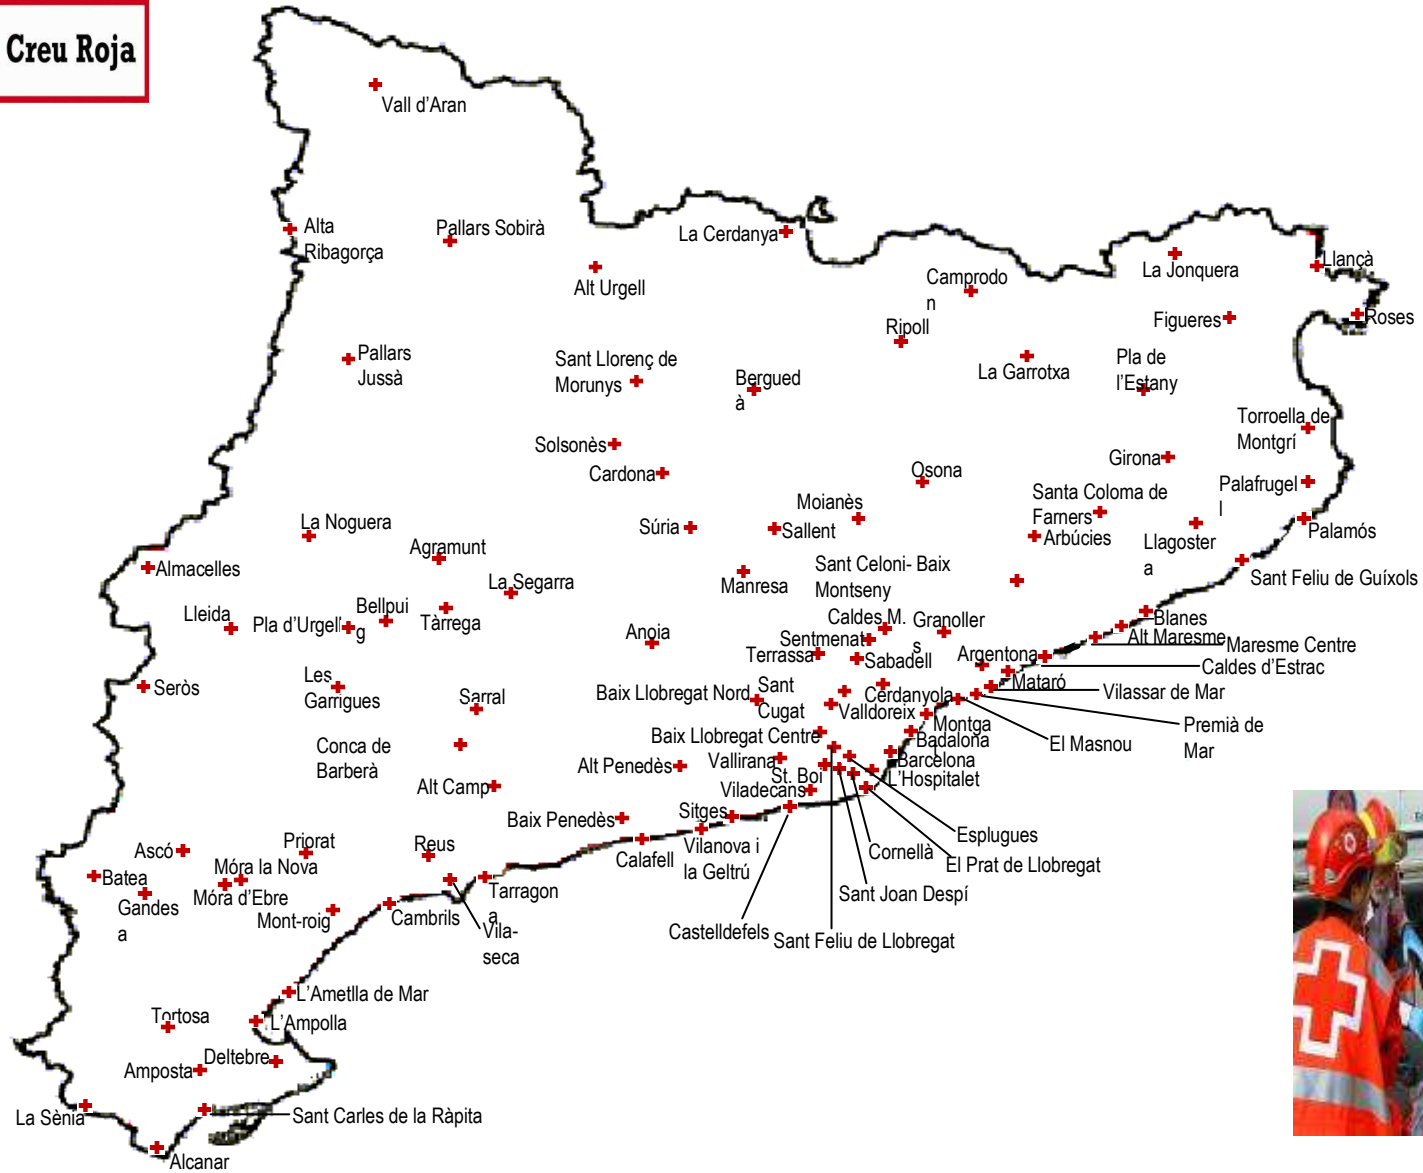 Creu Roja
Vall d’Aran
Alta
Ribagorça
Pallars Sobirà
La Cerdanya
Alt Urgell
Camprodo
n
La Jonquera
Llançà
Roses
Figueres
Ripoll
La Garrotxa
Pla de
l’Estany
Pallars
Jussà
Sant Llorenç de
Morunys
Bergued
à
Torroella de
Montgrí
Solsonès
Cardona
Osona
Girona
Palafrugel
l
Palamós
Santa Coloma de
Farners
Arbúcies
Llagoster
a
Sant Feliu de Guíxols
Moianès
Súria
Sallent
La Noguera
Agramunt
Almacelles
La Segarra
Manresa
Sant Celoni- Baix
Montseny
Lleida
Pla d’Urgell
Bellpui
g
Tàrrega
Anoia
Caldes M.
Granoller
s
Sentmenat
Terrassa
Sabadell
Argentona
Blanes
Alt Maresme
Maresme Centre
Caldes d’Estrac
Mataró
Vilassar de Mar
Premià de
Mar
El Masnou
Seròs
Les
Garrigues
Sarral
Baix Llobregat Nord
Sant
Cugat
Cerdanyola
Valldoreix
Montga
t
Badalona
Barcelona
L’Hospitalet
Conca de
Barberà
Baix Llobregat Centre
Alt Penedès
Vallirana
St. Boi
Viladecans
Alt Camp
Baix Penedès
Sitges
Calafell
Vilanova i
la Geltrú
Esplugues
El Prat de Llobregat
Cornellà
Sant Joan Despí
Castelldefels
Sant Feliu de Llobregat
Ascó
Priorat
Reus
Móra la Nova
Batea
Móra d’Ebre
Gandes
a
Mont-roig
Cambrils
Tarragon
a
Vila-
seca
L’Ametlla de Mar
L’Ampolla
Tortosa
Deltebre
Amposta
La Sènia
Sant Carles de la Ràpita
Alcanar